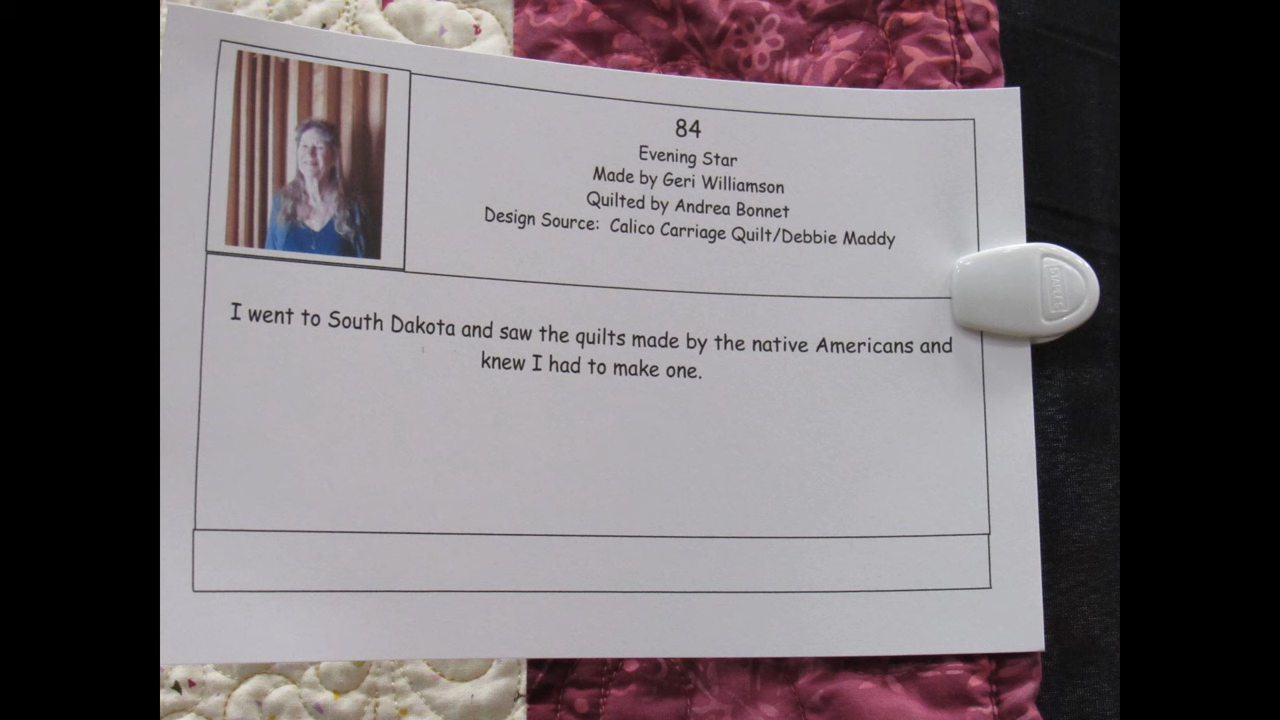 84
Evening Star
Made by Geri Williamson
Quilted by Andrea Bonnet
Design Source: Calico Carriage Quilt/Debbie Maddy
I went to South Dakota and saw the quilts made by the native Americans and
knew I had to make one.
STAPLES